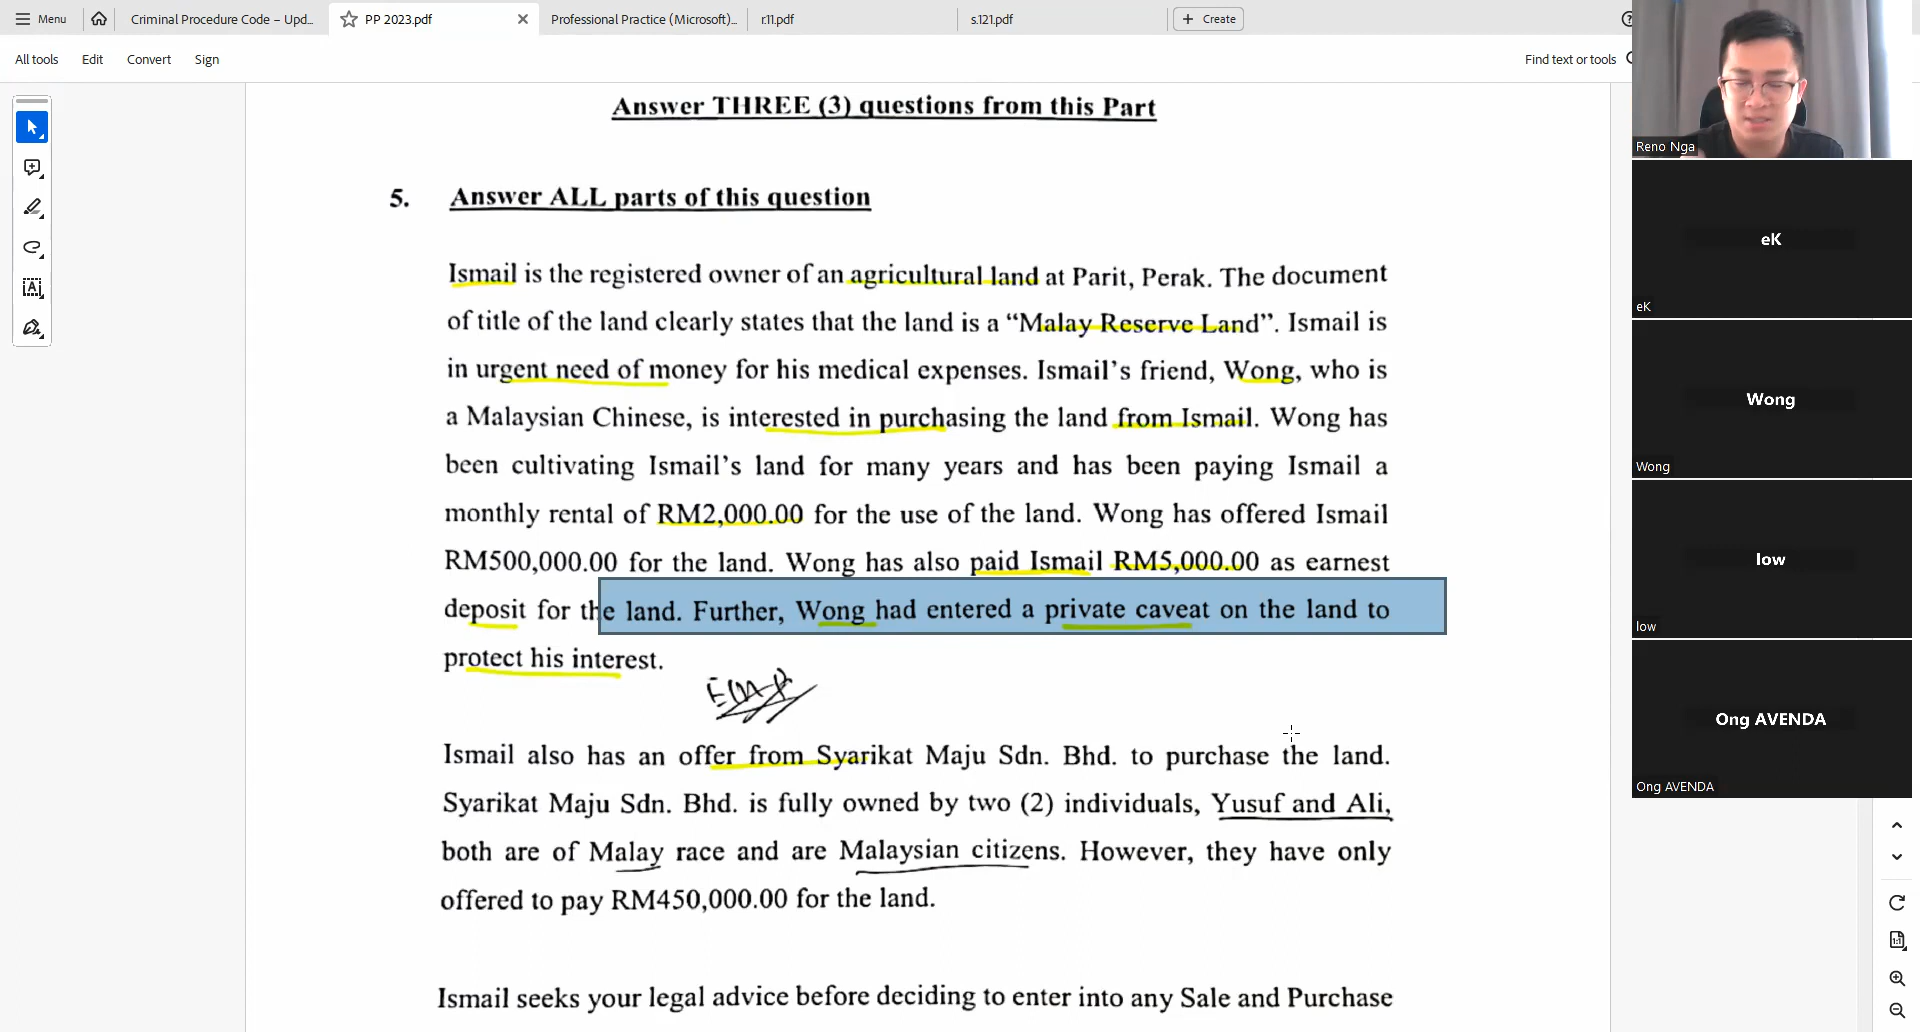 Menu
Criminal Procedure Code – Upd...
PP 2023.pdf
Professional Practice (Microsoft)...
r.11.pdf
s.121.pdf
Create
All tools
Edit
Convert
Sign
Find text or tools
Answer THREE (3) questions from this Part
5. Answer ALL parts of this question
Ismail is the registered owner of an agricultural land at Parit, Perak. The document
of title of the land clearly states that the land is a “Malay Reserve Land”. Ismail is
in urgent need of money for his medical expenses. Ismail’s friend, Wong, who is
a Malaysian Chinese, is interested in purchasing the land from Ismail. Wong has
been cultivating Ismail’s land for many years and has been paying Ismail a
monthly rental of RM2,000.00 for the use of the land. Wong has offered Ismail
RM500,000.00 for the land. Wong has also paid Ismail RM5,000.00 as earnest
deposit for the land. Further, Wong had entered a private caveat on the land to
protect his interest.
Ismail also has an offer from Syarikat Maju Sdn. Bhd. to purchase the land.
Syarikat Maju Sdn. Bhd. is fully owned by two (2) individuals, Yusuf and Ali,
both are of Malay race and are Malaysian citizens. However, they have only
offered to pay RM450,000.00 for the land.
Ismail seeks your legal advice before deciding to enter into any Sale and Purchase
Reno Nga
eK
eK
Wong
Wong
low
low
Ong AVENDA
Ong AVENDA